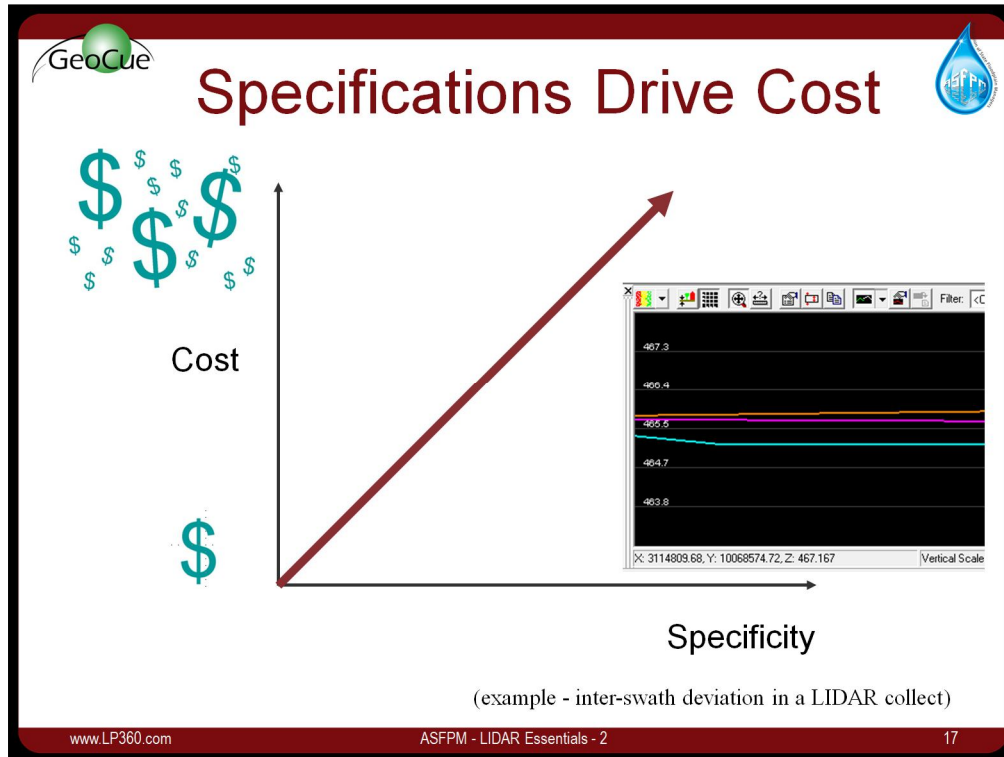 GeoCue
Specifications Drive Cost
$ $ $ $ $ $ $ $ $ $ $ $ $ $
Cost
$
Filter:
467.3
466.4
465.5
464.7
463.8
X: 3114809.68, Y: 10068574.72, Z: 467.167 Vertical Scale
Specificity
(example - inter-swath deviation in a LIDAR collect)
www.LP360.com ASFPM - LIDAR Essentials - 2 17